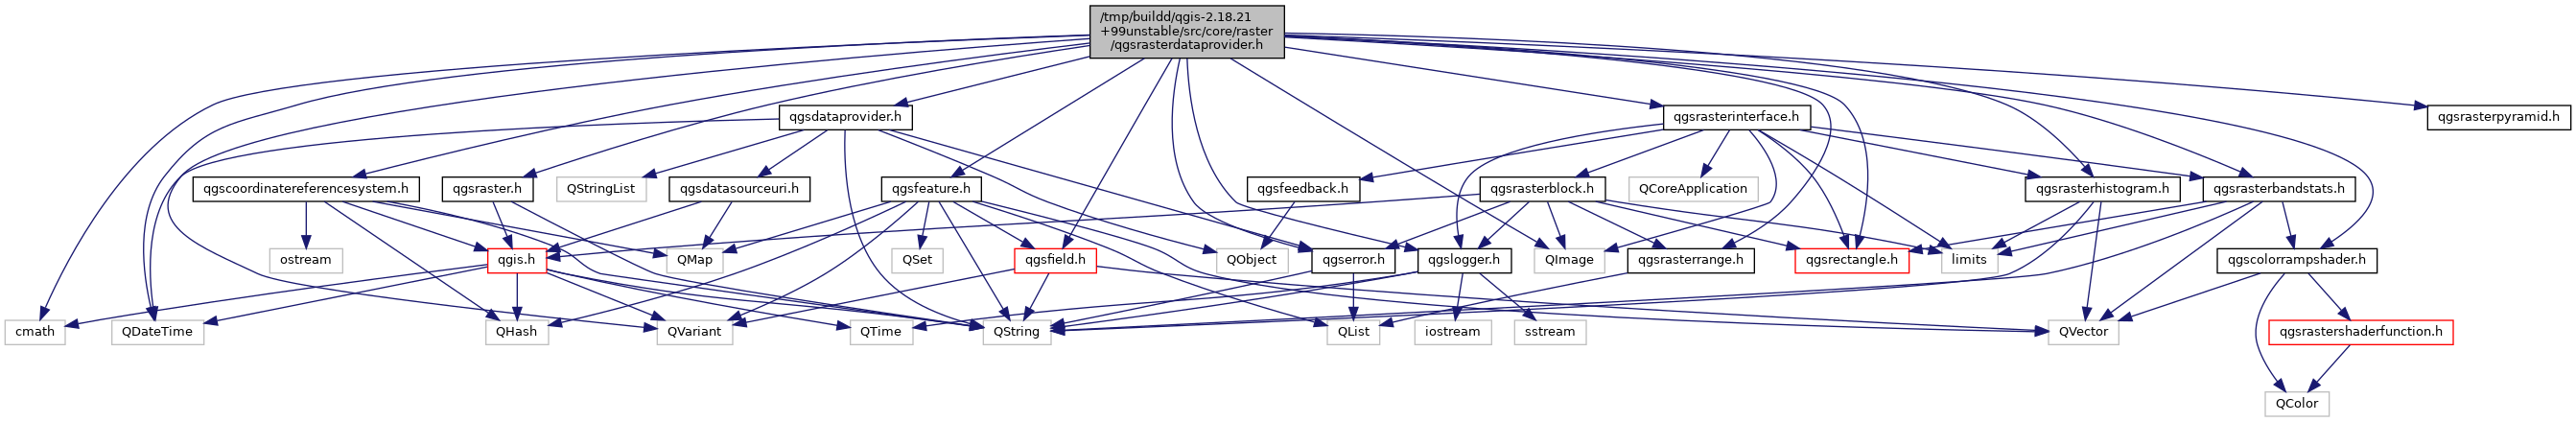 /tmp/buildd/qgis-2.18.21
+99unstable/src/core/raster
/qgsrasterdataprovider.h
qgsdataprovider.h
qgsrasterinterface.h
qgsrasterpyramid.h
qgscoordinatereferencesystem.h
qgsraster.h
QStringList
qgsdatasourceuri.h
qgsfeature.h
qgsfeedback.h
qgsrasterblock.h
QCoreApplication
qgsrasterhistogram.h
qgsrasterbandstats.h
ostream
qgis.h
QMap
QSet
qgsfield.h
QObject
qgserror.h
qgslogger.h
QImage
qgsrasterrange.h
qgsrectangle.h
limits
qgscolorrampshader.h
cmath
QDateTime
QHash
QVariant
QTime
QString
QList
iostream
sstream
QVector
qgsrastershaderfunction.h
QColor